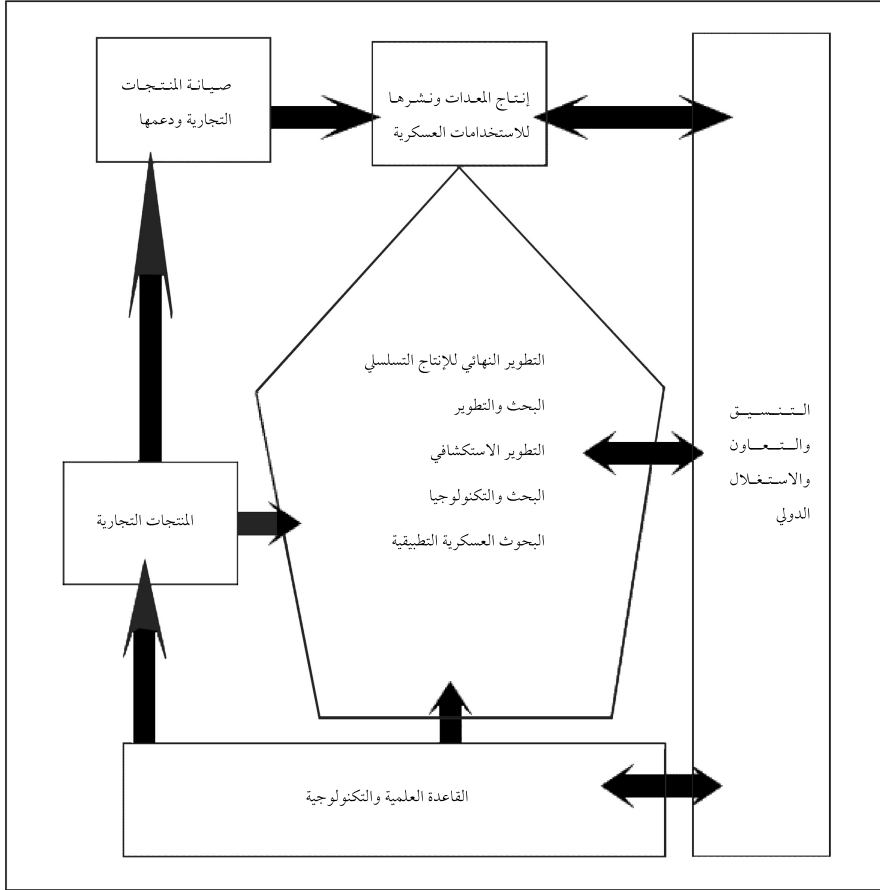 صيانة المنتجات
التجارية ودعمها
إنتاج المعدات ونشرها
للاستخدامات العسكرية
التطوير النهائي للإنتاج التسلسلي
البحث والتطوير
التطوير الاستكشافي
البحث والتكنولوجيا
البحوث العسكرية التطبيقية
التنسيق
والتعاون
والاستغلال
الدولي
المنتجات التجارية
القاعدة العلمية والتكنولوجية